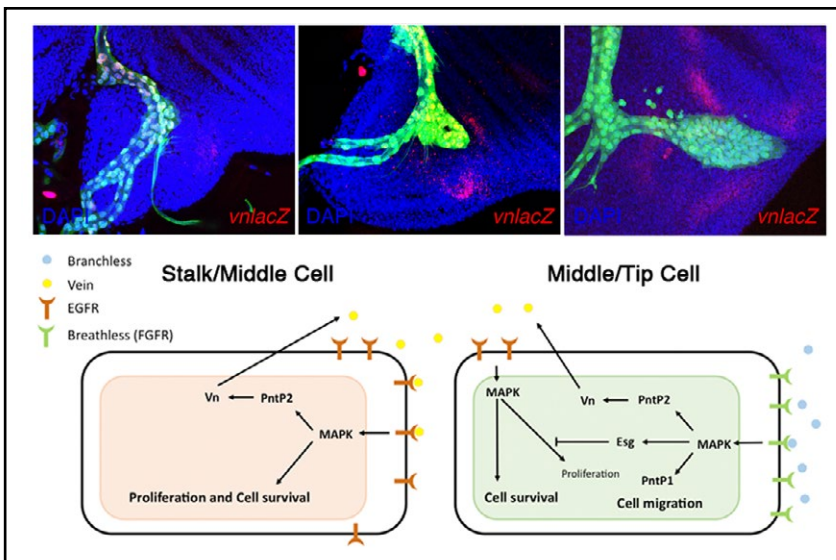 DAPI
vnlacZ
DAPI
vnlacZ
DAPI
vnlacZ
Branchless
Vein
EGFR
Breathless (FGFR)
Stalk/Middle Cell
Vn
PntP2
MAPK
Proliferation and Cell survival
Middle/Tip Cell
MAPK
Vn
PntP2
Esg
MAPK
Proliferation
PntP1
Cell survival
Cell migration